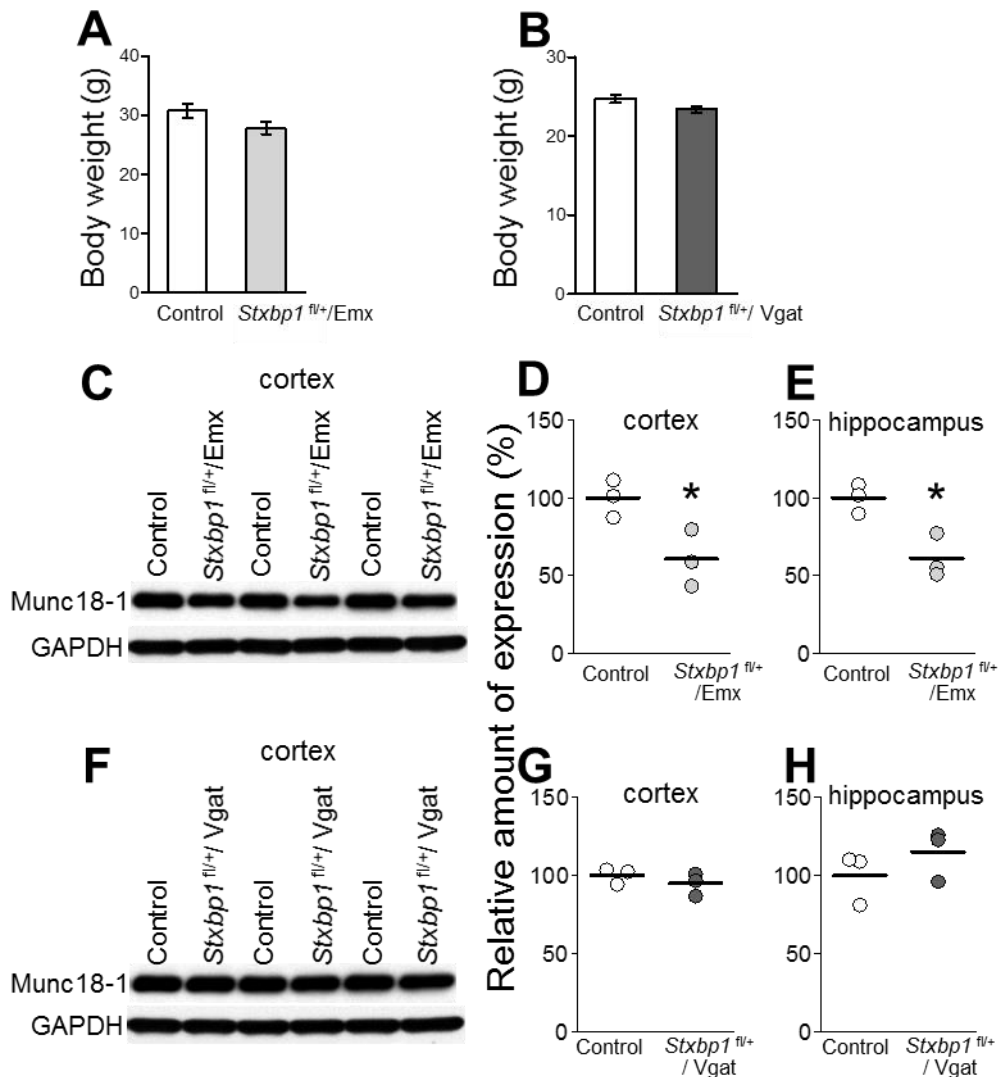 A
Body weight (g)
40
30
20
10
0
Control
Stxbp1 fl/+/Emx
B
Body weight (g)
30
20
10
0
Control
Stxbp1 fl/+/ Vgat
C
cortex
Control
Stxbp1 fl/+/Emx
Control
Stxbp1 fl/+/Emx
Control
Stxbp1 fl/+/Emx
Munc18-1
GAPDH
Relative amount of expression (%)
D
cortex
150
100
50
0
*
Control
Stxbp1 fl/+
/Emx
E
hippocampus
150
100
50
0
*
Control
Stxbp1 fl/+
/Emx
F
cortex
Control
Stxbp1 fl/+/ Vgat
Control
Stxbp1 fl/+/ Vgat
Control
Stxbp1 fl/+/ Vgat
Munc18-1
GAPDH
G
cortex
150
100
50
0
Control
Stxbp1 fl/+
/ Vgat
H
hippocampus
150
100
50
0
Control
Stxbp1 fl/+
/ Vgat